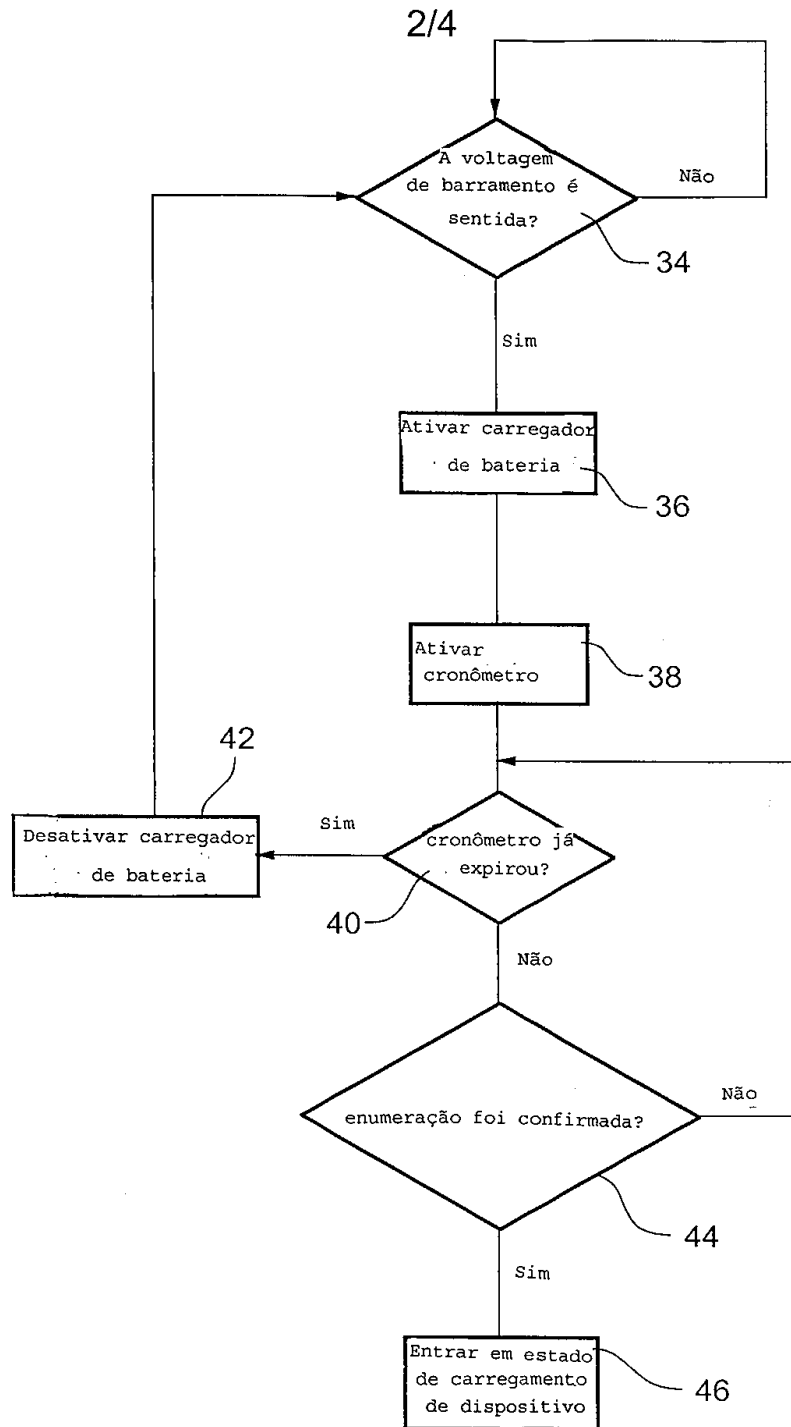 2/4
A voltagem
de barramento é
sentida?
Não
34
Sim
Ativar carregador
de bateria
36
Ativar
cronômetro
38
42
Desativar carregador
de bateria
Sim
cronômetro já
expirou?
40
Não
enumeração foi confirmada?
Não
44
Sim
Entrar em estado
de carregamento
de dispositivo
46